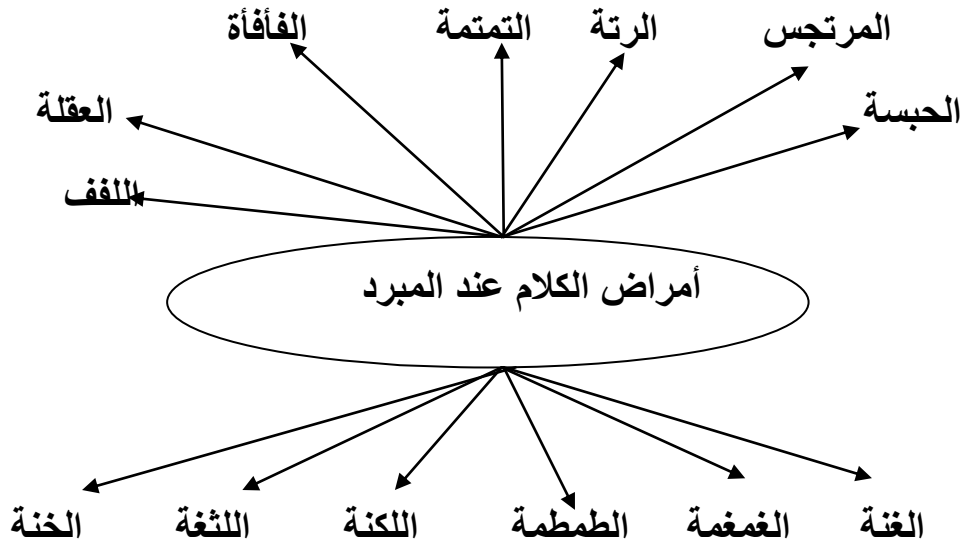 المرتجس الرتة التمتمة الفأفأة
الحبسة العقلة
اللفف
أمراض الكلام عند المبرد
الغنة الغمغمة الطمطمة اللكنة اللثغة الخنة